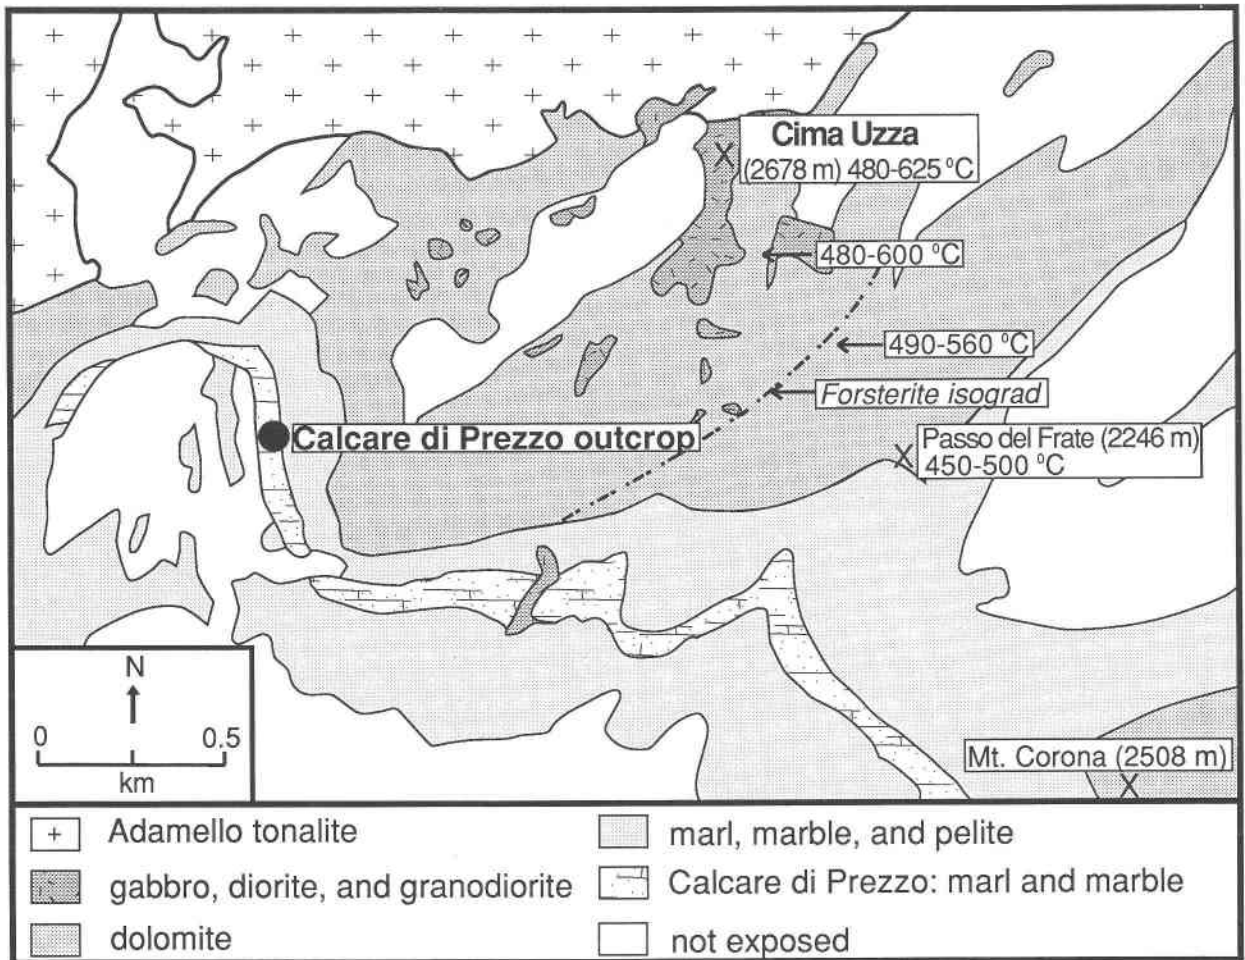 Cima Uzza
(2678 m) 480-625 °C
480-600 °C
490-560 °C
Forsterite isograd
Calcare di Prezzo outcrop
Passo del Frate (2246 m)
450-500 °C
N
0 0.5
km
Mt. Corona (2508 m)
Adamello tonalite
gabbro, diorite, and granodiorite
dolomite
marl, marble, and pelite
Calcare di Prezzo: marl and marble
not exposed